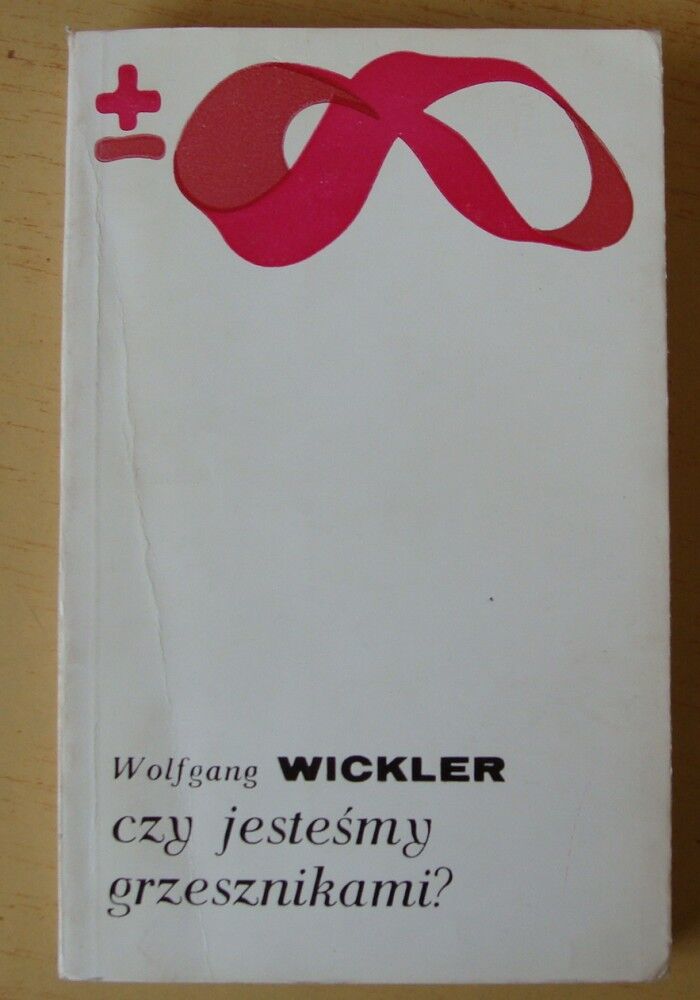 ±
Wolfgang WICKLER
czy jesteśmy
grzesznikami?